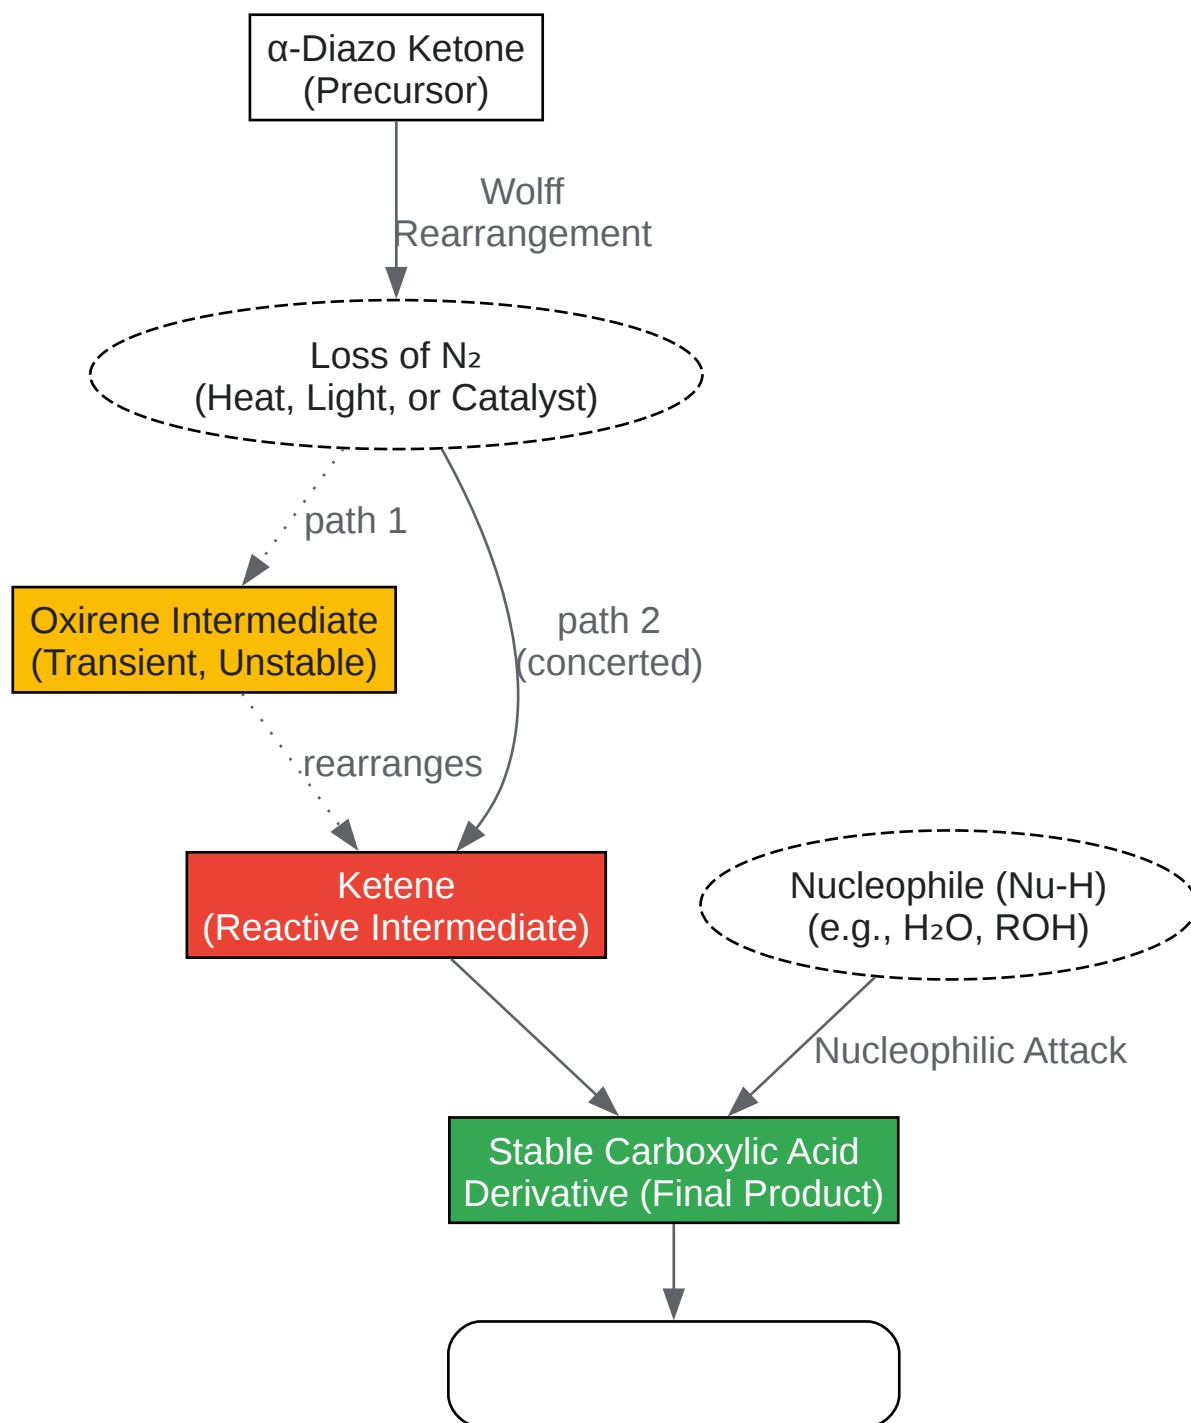 α-Diazo Ketone
(Precursor)
Wolff
Rearrangement
Loss of N₂
(Heat, Light, or Catalyst)
path 1
Oxirene Intermediate
(Transient, Unstable)
path 2
(concerted)
rearranges
Ketene
(Reactive Intermediate)
Nucleophile (Nu-H)
(e.g., H₂O, ROH)
Nucleophilic Attack
Stable Carboxylic Acid
Derivative (Final Product)